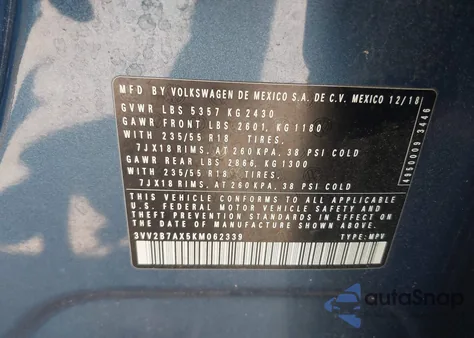 MFD. BY VOLKSWAGEN DE MEXICO S.A. DE C.V. MEXICO 12/18
GVWR LBS 5357 KG 2430
GAWR FRONT LBS 2601, KG 1180
WITH 235/55 R18 TIRES.
7JX18 RIMS, AT 260 KPA, 38 PSI COLD
GAWR REAR LBS 2866, KG 1300
WITH 235/55 R18 TIRES.
7JX18 RIMS, AT 260 KPA, 38 PSI COLD
THIS VEHICLE CONFORMS TO ALL APPLICABLE
U.S. FEDERAL MOTOR VEHICLE SAFETY AND
THEFT PREVENTION STANDARDS IN EFFECT ON
THE DATE OF MANUFACTURE SHOWN ABOVE.
3VV2B7AX5KM062339 TYPE: MPV
autoSnap